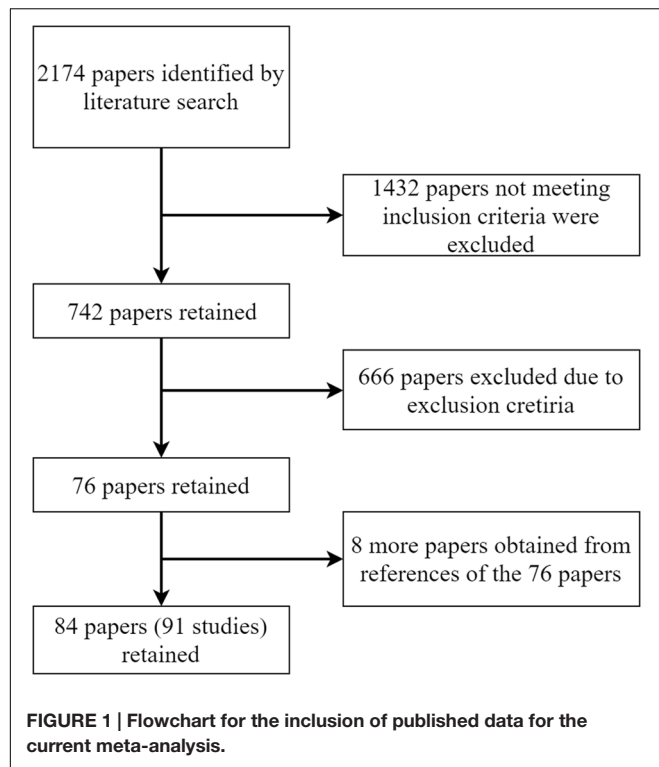 2174 papers identified by
literature search
1432 papers not meeting
inclusion criteria were
excluded
742 papers retained
666 papers excluded due to
exclusion cretiria
76 papers retained
8 more papers obtained from
references of the 76 papers
84 papers (91 studies)
retained
FIGURE 1 | Flowchart for the inclusion of published data for the
current meta-analysis.